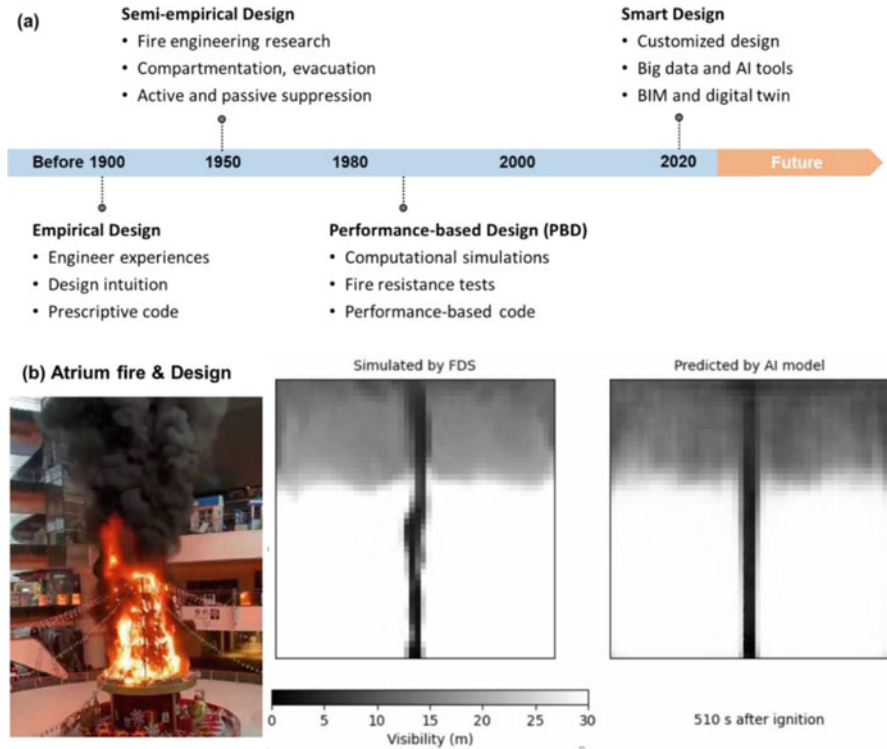 (a)
Semi-empirical Design
• Fire engineering research
• Compartmentation, evacuation
• Active and passive suppression
Smart Design
• Customized design
• Big data and AI tools
• BIM and digital twin
Before 1900
1950
1980
2000
2020
Future
Empirical Design
• Engineer experiences
• Design intuition
• Prescriptive code
Performance-based Design (PBD)
• Computational simulations
• Fire resistance tests
• Performance-based code
(b) Atrium fire & Design
Simulated by FDS
Predicted by AI model
0 5 10 15 20 25 30
Visibility (m)
510 s after ignition